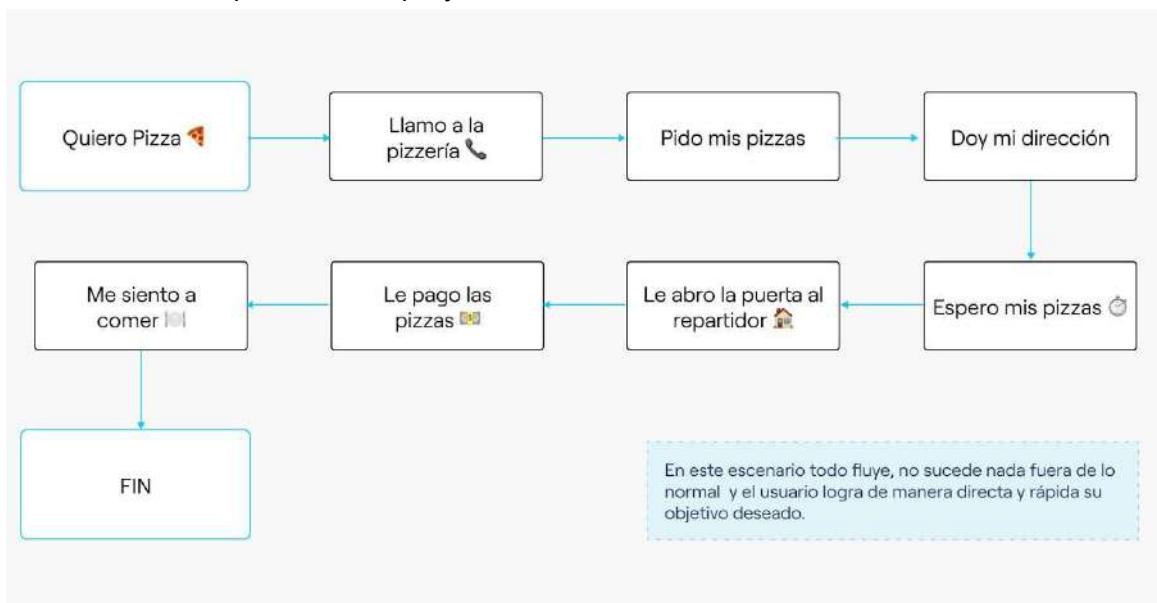 Quiero Pizza 🍕
Llamo a la
pizzería 📞
Pido mis pizzas
Doy mi dirección
Espero mis pizzas ⏱
Le abro la puerta al
repartidor 🏠
Le pago las
pizzas 💵
Me siento a
comer 🍽
FIN
En este escenario todo fluye, no sucede nada fuera de lo
normal y el usuario logra de manera directa y rápida su
objetivo deseado.